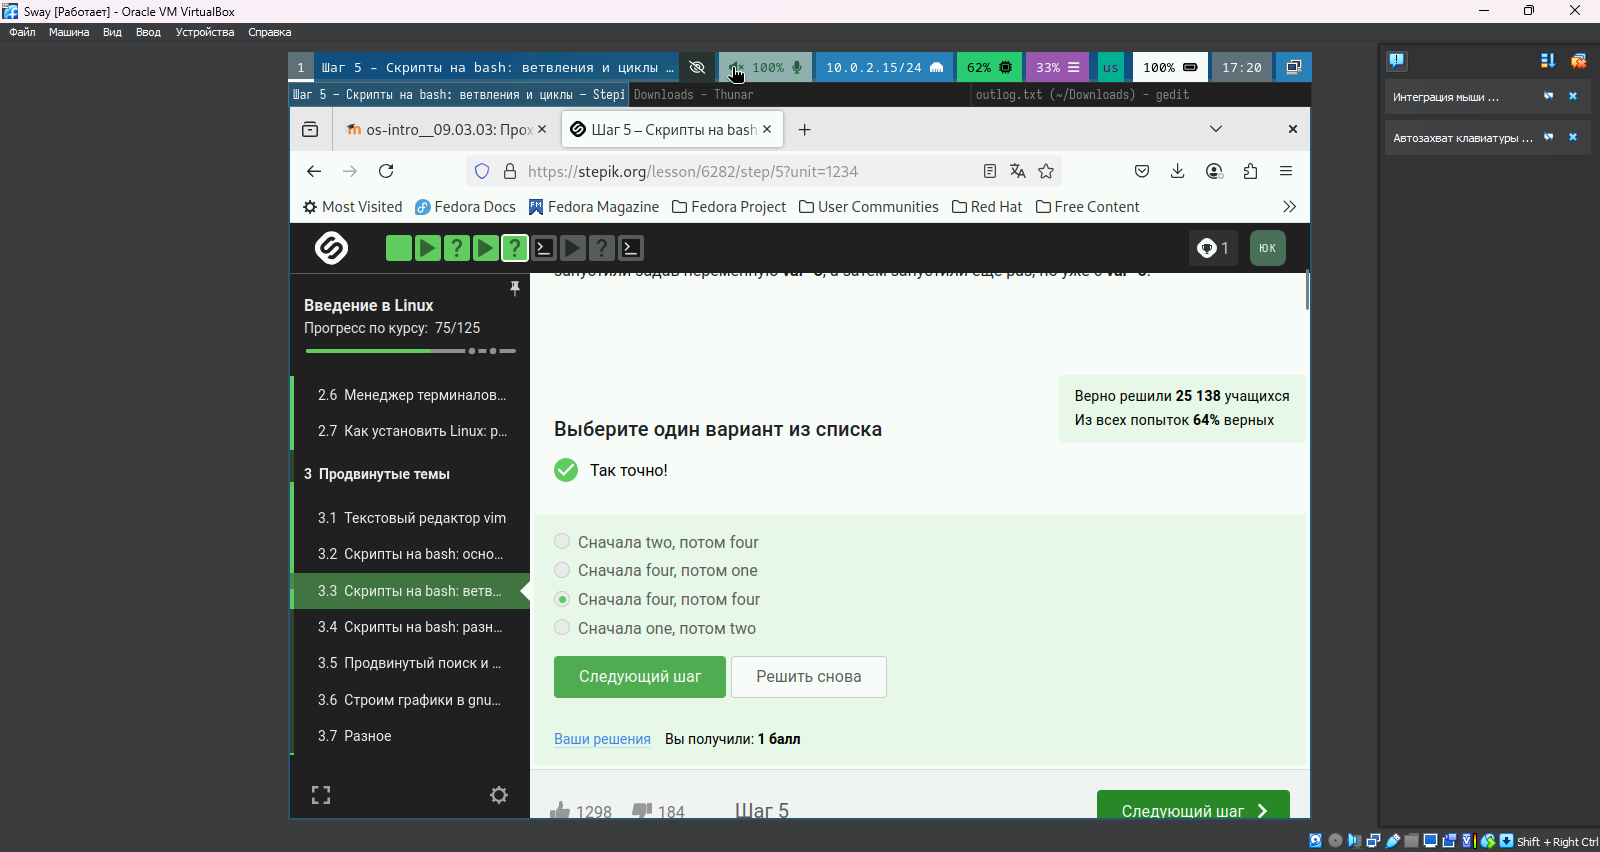 Sway [Работает] - Oracle VM VirtualBox
Файл Машина Вид Ввод Устройства Справка
1 Шаг 5 – Скрипты на bash: ветвления и циклы … 100% 10.0.2.15/24 62% 33% us 100% 17:20
Шаг 5 – Скрипты на bash: ветвления и циклы – Stepi Downloads – Thunar outlog.txt (~/Downloads) – gedit
os-intro__09.03.03: Прох Шаг 5 – Скрипты на bash
https://stepik.org/lesson/6282/step/5?unit=1234
Most Visited Fedora Docs Fedora Magazine Fedora Project User Communities Red Hat Free Content
1 ЮК
Введение в Linux
Прогресс по курсу: 75/125
2.6 Менеджер терминалов...
2.7 Как установить Linux: р...
3 Продвинутые темы
3.1 Текстовый редактор vim
3.2 Скрипты на bash: осно...
3.3 Скрипты на bash: ветв...
3.4 Скрипты на bash: разн...
3.5 Продвинутый поиск и ...
3.6 Строим графики в gnu...
3.7 Разное
Верно решили 25 138 учащихся
Из всех попыток 64% верных
Выберите один вариант из списка
Так точно!
Сначала two, потом four
Сначала four, потом one
Сначала four, потом four
Сначала one, потом two
Следующий шаг Решить снова
Ваши решения Вы получили: 1 балл
1298 184 Шаг 5 Следующий шаг
Интеграция мыши ...
Автозахват клавиатуры ...
Shift + Right Ctrl